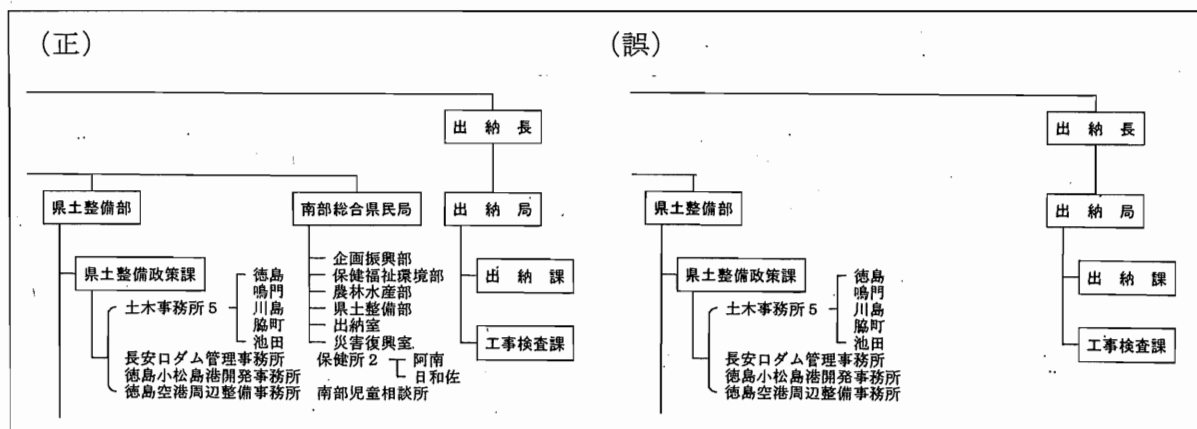 (正)
出納長
県土整備部
南部総合県民局
出納局
県土整備政策課
土木事務所5
徳島
鳴門
川島
脇町
池田
長安口ダム管理事務所
徳島小松島港開発事務所
徳島空港周辺整備事務所
企画振興部
保健福祉環境部
農林水産部
県土整備部
出納室
災害復興室
保健所2
阿南
日和佐
南部児童相談所
出納課
工事検査課
(誤)
出納長
県土整備部
出納局
県土整備政策課
土木事務所5
徳島
鳴門
川島
脇町
池田
長安口ダム管理事務所
徳島小松島港開発事務所
徳島空港周辺整備事務所
出納課
工事検査課